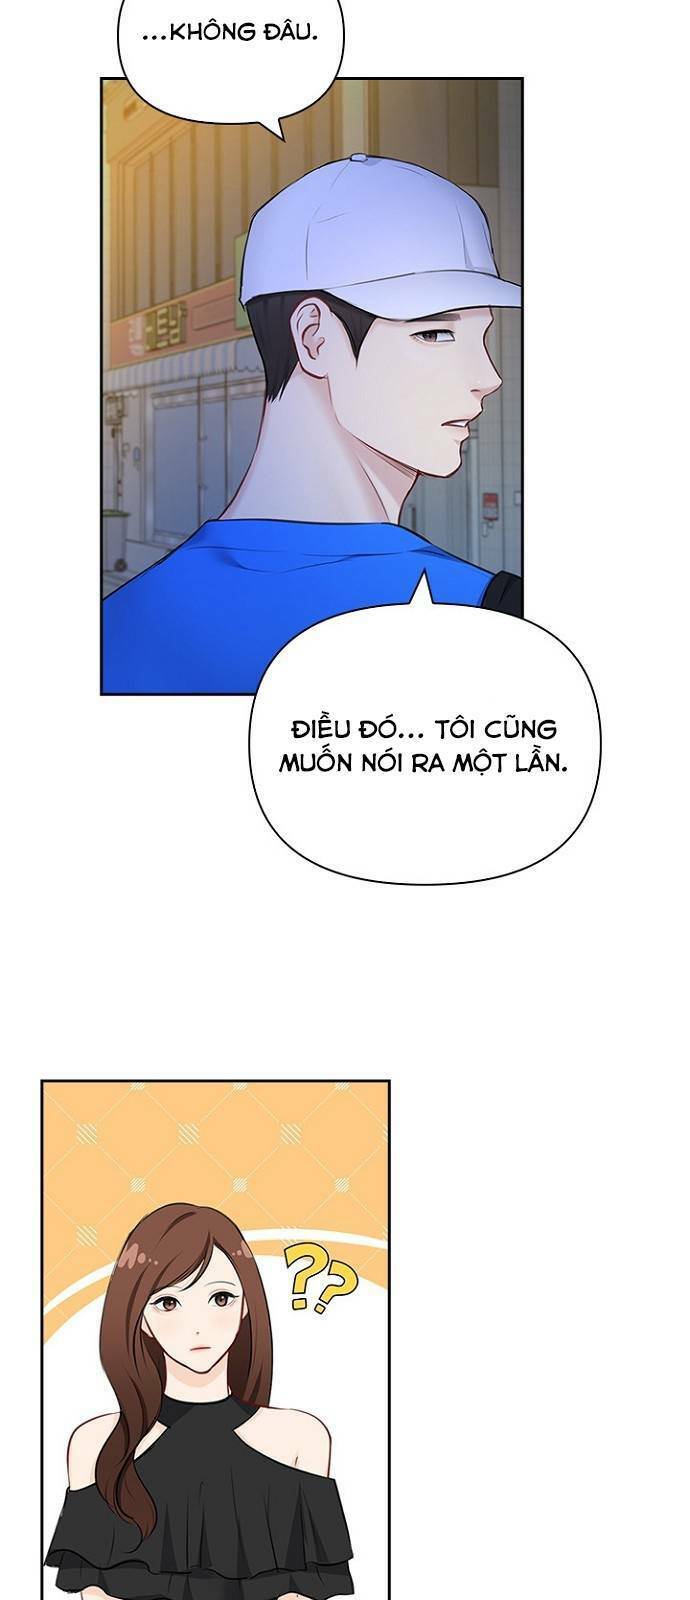 ...KHÔNG ĐÂU.
ĐIỀU ĐÓ... TÔI CŨNG
MUỐN NÓI RA MỘT LẦN.
??